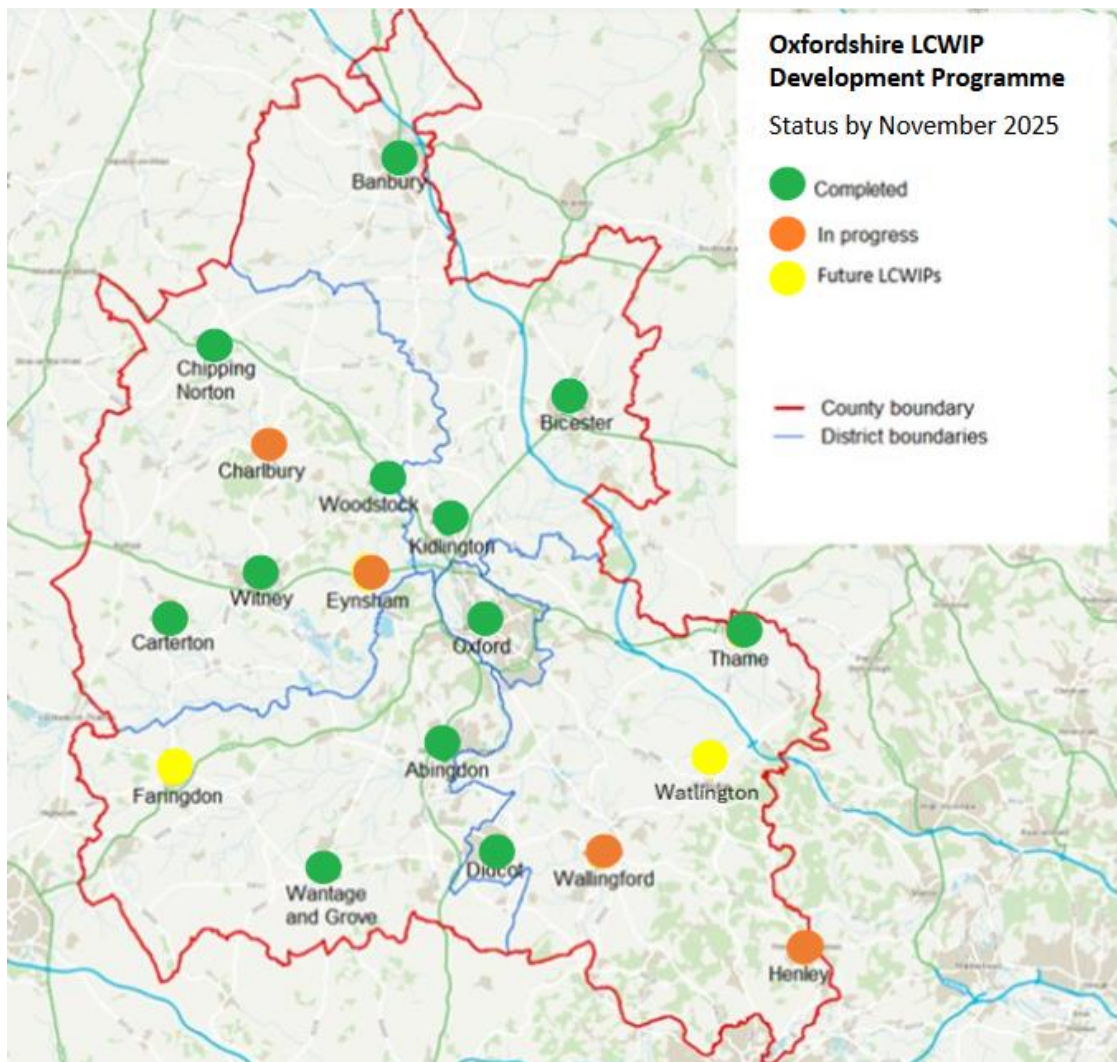 Oxfordshire LCWIP
Development Programme
Status by November 2025
Completed
In progress
Future LCWIPs
County boundary
District boundaries
Banbury
Chipping
Norton
Bicester
Charlbury
Woodstock
Kidlington
Witney
Eynsham
Carterton
Oxford
Thame
Abingdon
Faringdon
Watlington
Didcot
Wallingford
Wantage
and Grove
Henley